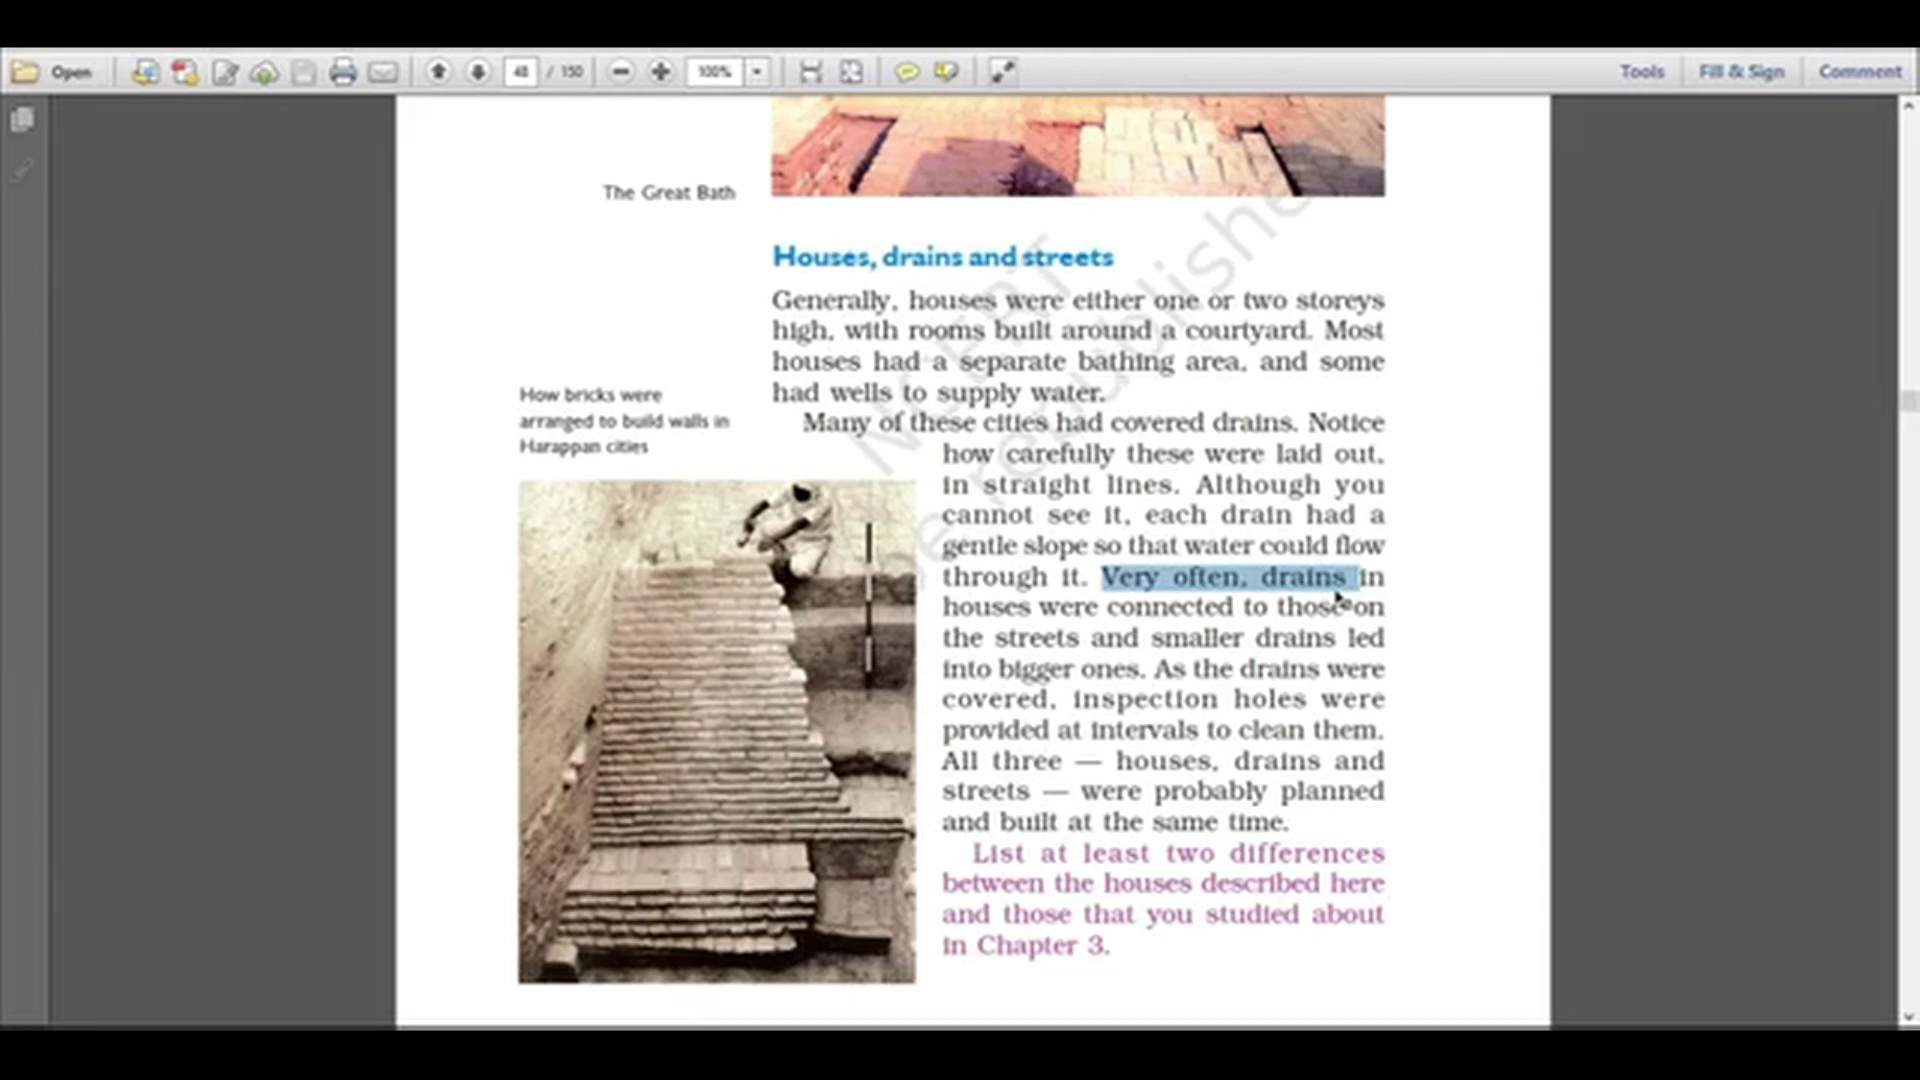 Open
48 / 150
100%
Tools
Fill & Sign
Comment
The Great Bath
Houses, drains and streets
Generally, houses were either one or two storeys
high, with rooms built around a courtyard. Most
houses had a separate bathing area, and some
had wells to supply water.
How bricks were
arranged to build walls in
Harappan cities
Many of these cities had covered drains. Notice
how carefully these were laid out,
in straight lines. Although you
cannot see it, each drain had a
gentle slope so that water could flow
through it. Very often, drains in
houses were connected to those on
the streets and smaller drains led
into bigger ones. As the drains were
covered, inspection holes were
provided at intervals to clean them.
All three — houses, drains and
streets — were probably planned
and built at the same time.
List at least two differences
between the houses described here
and those that you studied about
in Chapter 3.
NCERT
be republishe